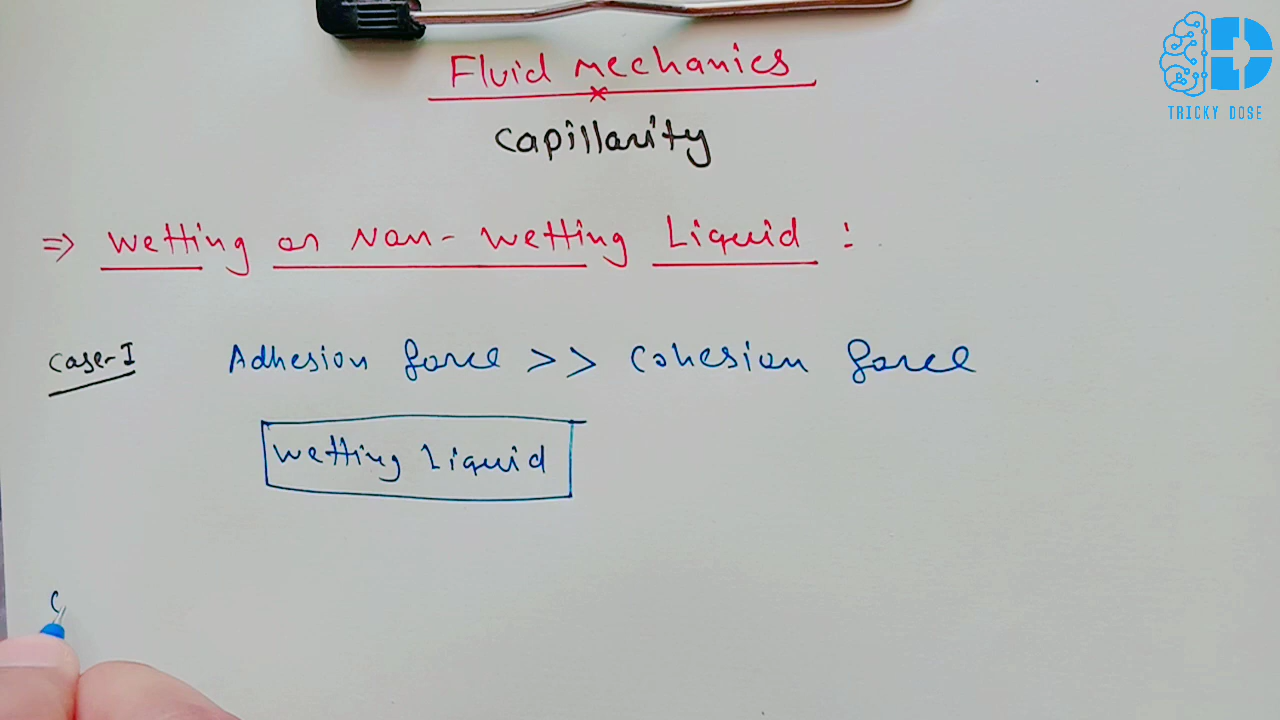 Fluid mechanics
Capillarity
⇒ Wetting or Non-Wetting Liquid :
Case-I Adhesion force >> Cohesion force
Wetting Liquid
C
TRICKY DOSE